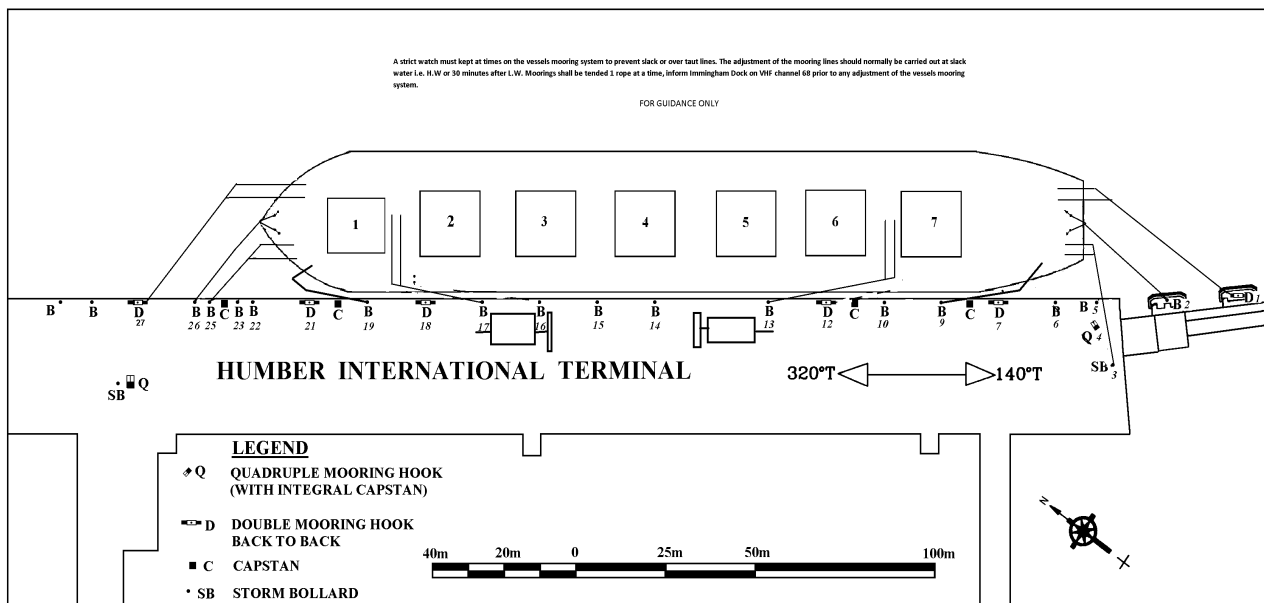 A strict watch must kept at times on the vessels mooring system to prevent slack or over taut lines. The adjustment of the mooring lines should normally be carried out at slack
water i.e. H.W or 30 minutes after L.W. Moorings shall be tended 1 rope at a time, inform Immingham Dock on VHF channel 68 prior to any adjustment of the vessels mooring
system.
FOR GUIDANCE ONLY
1 2 3 4 5 6 7
B B D B B B B D B D B B B B B D B B D B B B D
C C C C
27 26 25 23 22 21 19 18 17 16 15 14 13 12 10 9 7 6 5 2 1
Q 4
SB 3
SB Q
HUMBER INTERNATIONAL TERMINAL
320°T 140°T
LEGEND
Q QUADRUPLE MOORING HOOK
(WITH INTEGRAL CAPSTAN)
D DOUBLE MOORING HOOK
BACK TO BACK
C CAPSTAN
SB STORM BOLLARD
40m 20m 0 25m 50m 100m
N